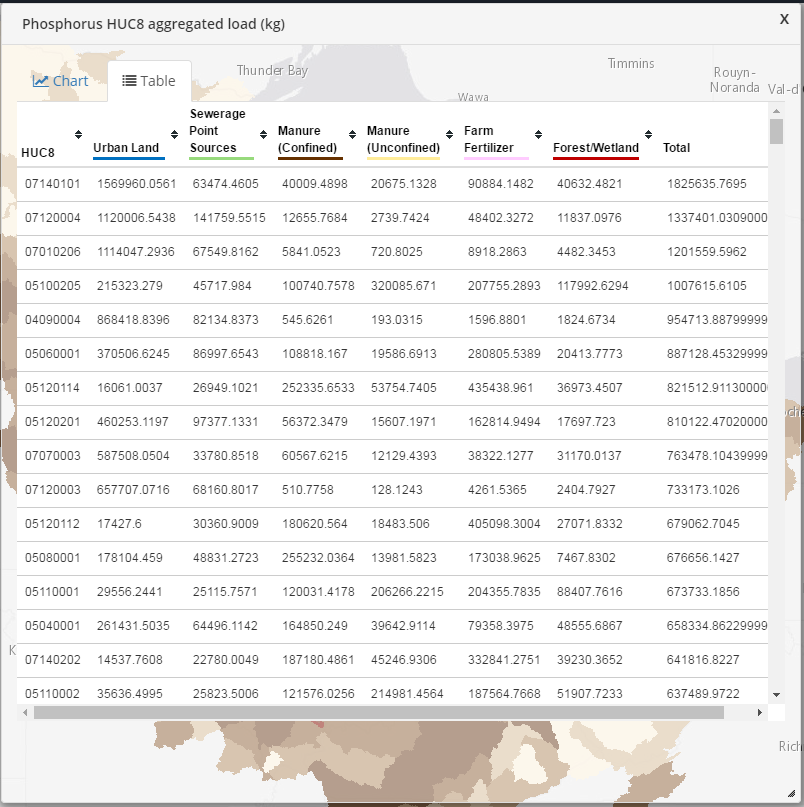 Phosphorus HUC8 aggregated load (kg)
X
Thunder Bay
Timmins
Rouyn-
Noranda
Val-d
Wawa
Chart
Table
HUC8
Urban Land
Sewerage
Point
Sources
Manure
(Confined)
Manure
(Unconfined)
Farm
Fertilizer
Forest/Wetland
Total
07140101 1569960.0561 63474.4605 40009.4898 20675.1328 90884.1482 40632.4821 1825635.7695
07120004 1120006.5438 141759.5515 12655.7684 2739.7424 48402.3272 11837.0976 1337401.0309000
07010206 1114047.2936 67549.8162 5841.0523 720.8025 8918.2863 4482.3453 1201559.5962
05100205 215323.279 45717.984 100740.7578 320085.671 207755.2893 117992.6294 1007615.6105
04090004 868418.8396 82134.8373 545.6261 193.0315 1596.8801 1824.6734 954713.88799999
05060001 370506.6245 86997.6543 108818.167 19586.6913 280805.5389 20413.7773 887128.45329999
05120114 16061.0037 26949.1021 252335.6533 53754.7405 435438.961 36973.4507 821512.91130000
05120201 460253.1197 97377.1331 56372.3479 15607.1971 162814.9494 17697.723 810122.47020000
07070003 587508.0504 33780.8518 60567.6215 12129.4393 38322.1277 31170.0137 763478.10439999
07120003 657707.0716 68160.8017 510.7758 128.1243 4261.5365 2404.7927 733173.1026
05120112 17427.6 30360.9009 180620.564 18483.506 405098.3004 27071.8332 679062.7045
05080001 178104.459 48831.2723 255232.0364 13981.5823 173038.9625 7467.8302 676656.1427
05110001 29556.2441 25115.7571 120031.4178 206266.2215 204355.7835 88407.7616 673733.1856
05040001 261431.5035 64496.1142 164850.249 39642.9114 79358.3975 48555.6867 658334.86229999
07140202 14537.7608 22780.0049 187180.4861 45246.9306 332841.2751 39230.3652 641816.8227
05110002 35636.4995 25823.5006 121576.0256 214981.4564 187564.7668 51907.7233 637489.9722
K
Rich